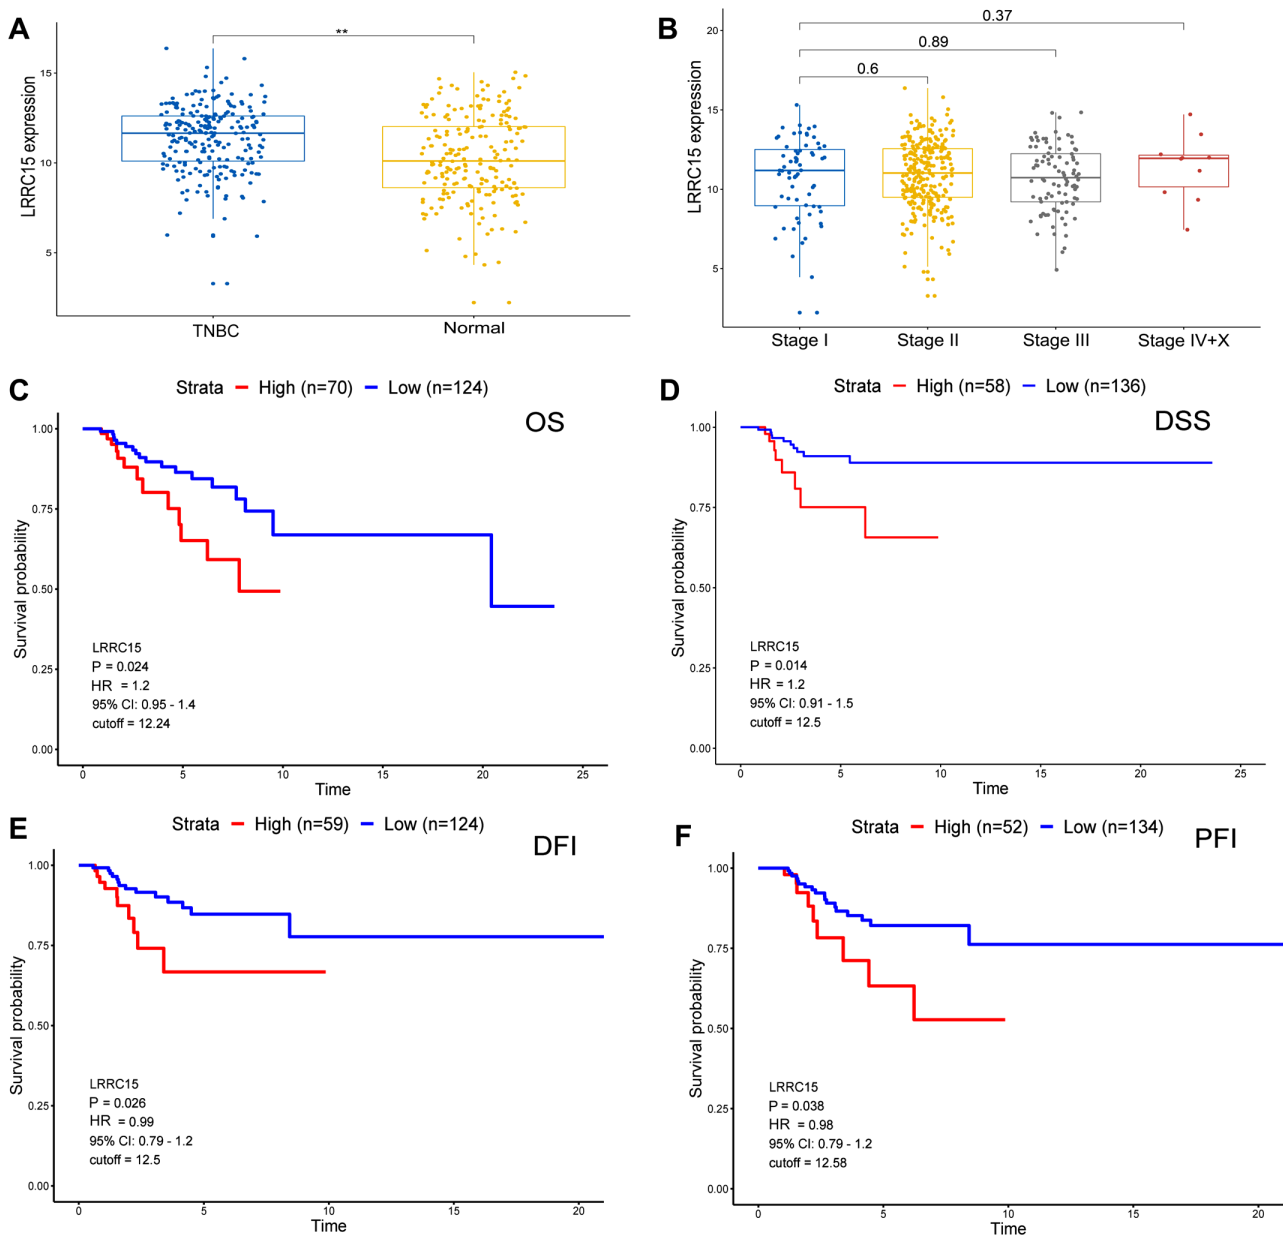 A
**
LRRC15 expression
15
10
5
TNBC
Normal
B
0.37
0.89
0.6
LRRC15 expression
20
15
10
5
Stage I
Stage II
Stage III
Stage IV+X
C
Strata High (n=70) Low (n=124)
OS
Survival probability
1.00
0.75
0.50
0.25
0.00
LRRC15
P = 0.024
HR = 1.2
95% CI: 0.95 - 1.4
cutoff = 12.24
0 5 10 15 20 25
Time
D
Strata High (n=58) Low (n=136)
DSS
Survival probability
1.00
0.75
0.50
0.25
0.00
LRRC15
P = 0.014
HR = 1.2
95% CI: 0.91 - 1.5
cutoff = 12.5
0 5 10 15 20 25
Time
E
Strata High (n=59) Low (n=124)
DFI
Survival probability
1.00
0.75
0.50
0.25
0.00
LRRC15
P = 0.026
HR = 0.99
95% CI: 0.79 - 1.2
cutoff = 12.5
0 5 10 15 20
Time
F
Strata High (n=52) Low (n=134)
PFI
Survival probability
1.00
0.75
0.50
0.25
0.00
LRRC15
P = 0.038
HR = 0.98
95% CI: 0.79 - 1.2
cutoff = 12.58
0 5 10 15 20
Time